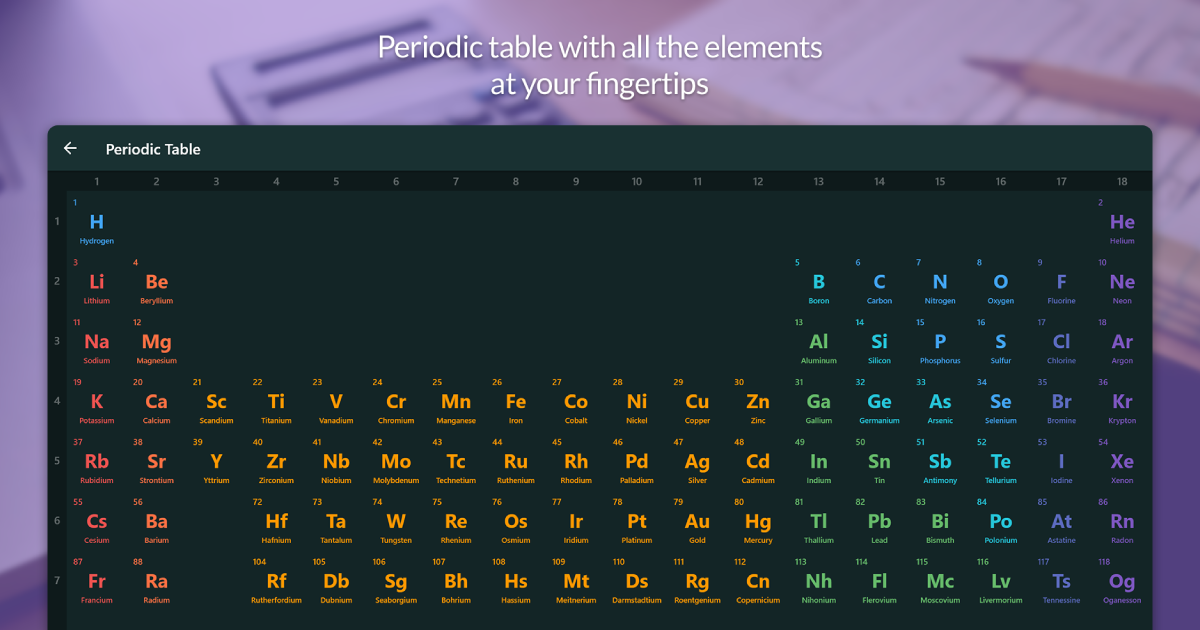 Periodic table with all the elements
at your fingertips
Periodic Table
1 2 3 4 5 6 7 8 9 10 11 12 13 14 15 16 17 18
1 2
1 H He
Hydrogen Helium
3 4 5 6 7 8 9 10
2 Li Be B C N O F Ne
Lithium Beryllium Boron Carbon Nitrogen Oxygen Fluorine Neon
11 12 13 14 15 16 17 18
3 Na Mg Al Si P S Cl Ar
Sodium Magnesium Aluminum Silicon Phosphorus Sulfur Chlorine Argon
19 20 21 22 23 24 25 26 27 28 29 30 31 32 33 34 35 36
4 K Ca Sc Ti V Cr Mn Fe Co Ni Cu Zn Ga Ge As Se Br Kr
Potassium Calcium Scandium Titanium Vanadium Chromium Manganese Iron Cobalt Nickel Copper Zinc Gallium Germanium Arsenic Selenium Bromine Krypton
37 38 39 40 41 42 43 44 45 46 47 48 49 50 51 52 53 54
5 Rb Sr Y Zr Nb Mo Tc Ru Rh Pd Ag Cd In Sn Sb Te I Xe
Rubidium Strontium Yttrium Zirconium Niobium Molybdenum Technetium Ruthenium Rhodium Palladium Silver Cadmium Indium Tin Antimony Tellurium Iodine Xenon
55 56 72 73 74 75 76 77 78 79 80 81 82 83 84 85 86
6 Cs Ba Hf Ta W Re Os Ir Pt Au Hg Tl Pb Bi Po At Rn
Cesium Barium Hafnium Tantalum Tungsten Rhenium Osmium Iridium Platinum Gold Mercury Thallium Lead Bismuth Polonium Astatine Radon
87 88 104 105 106 107 108 109 110 111 112 113 114 115 116 117 118
7 Fr Ra Rf Db Sg Bh Hs Mt Ds Rg Cn Nh Fl Mc Lv Ts Og
Francium Radium Rutherfordium Dubnium Seaborgium Bohrium Hassium Meitnerium Darmstadtium Roentgenium Copernicium Nihonium Flerovium Moscovium Livermorium Tennessine Oganesson